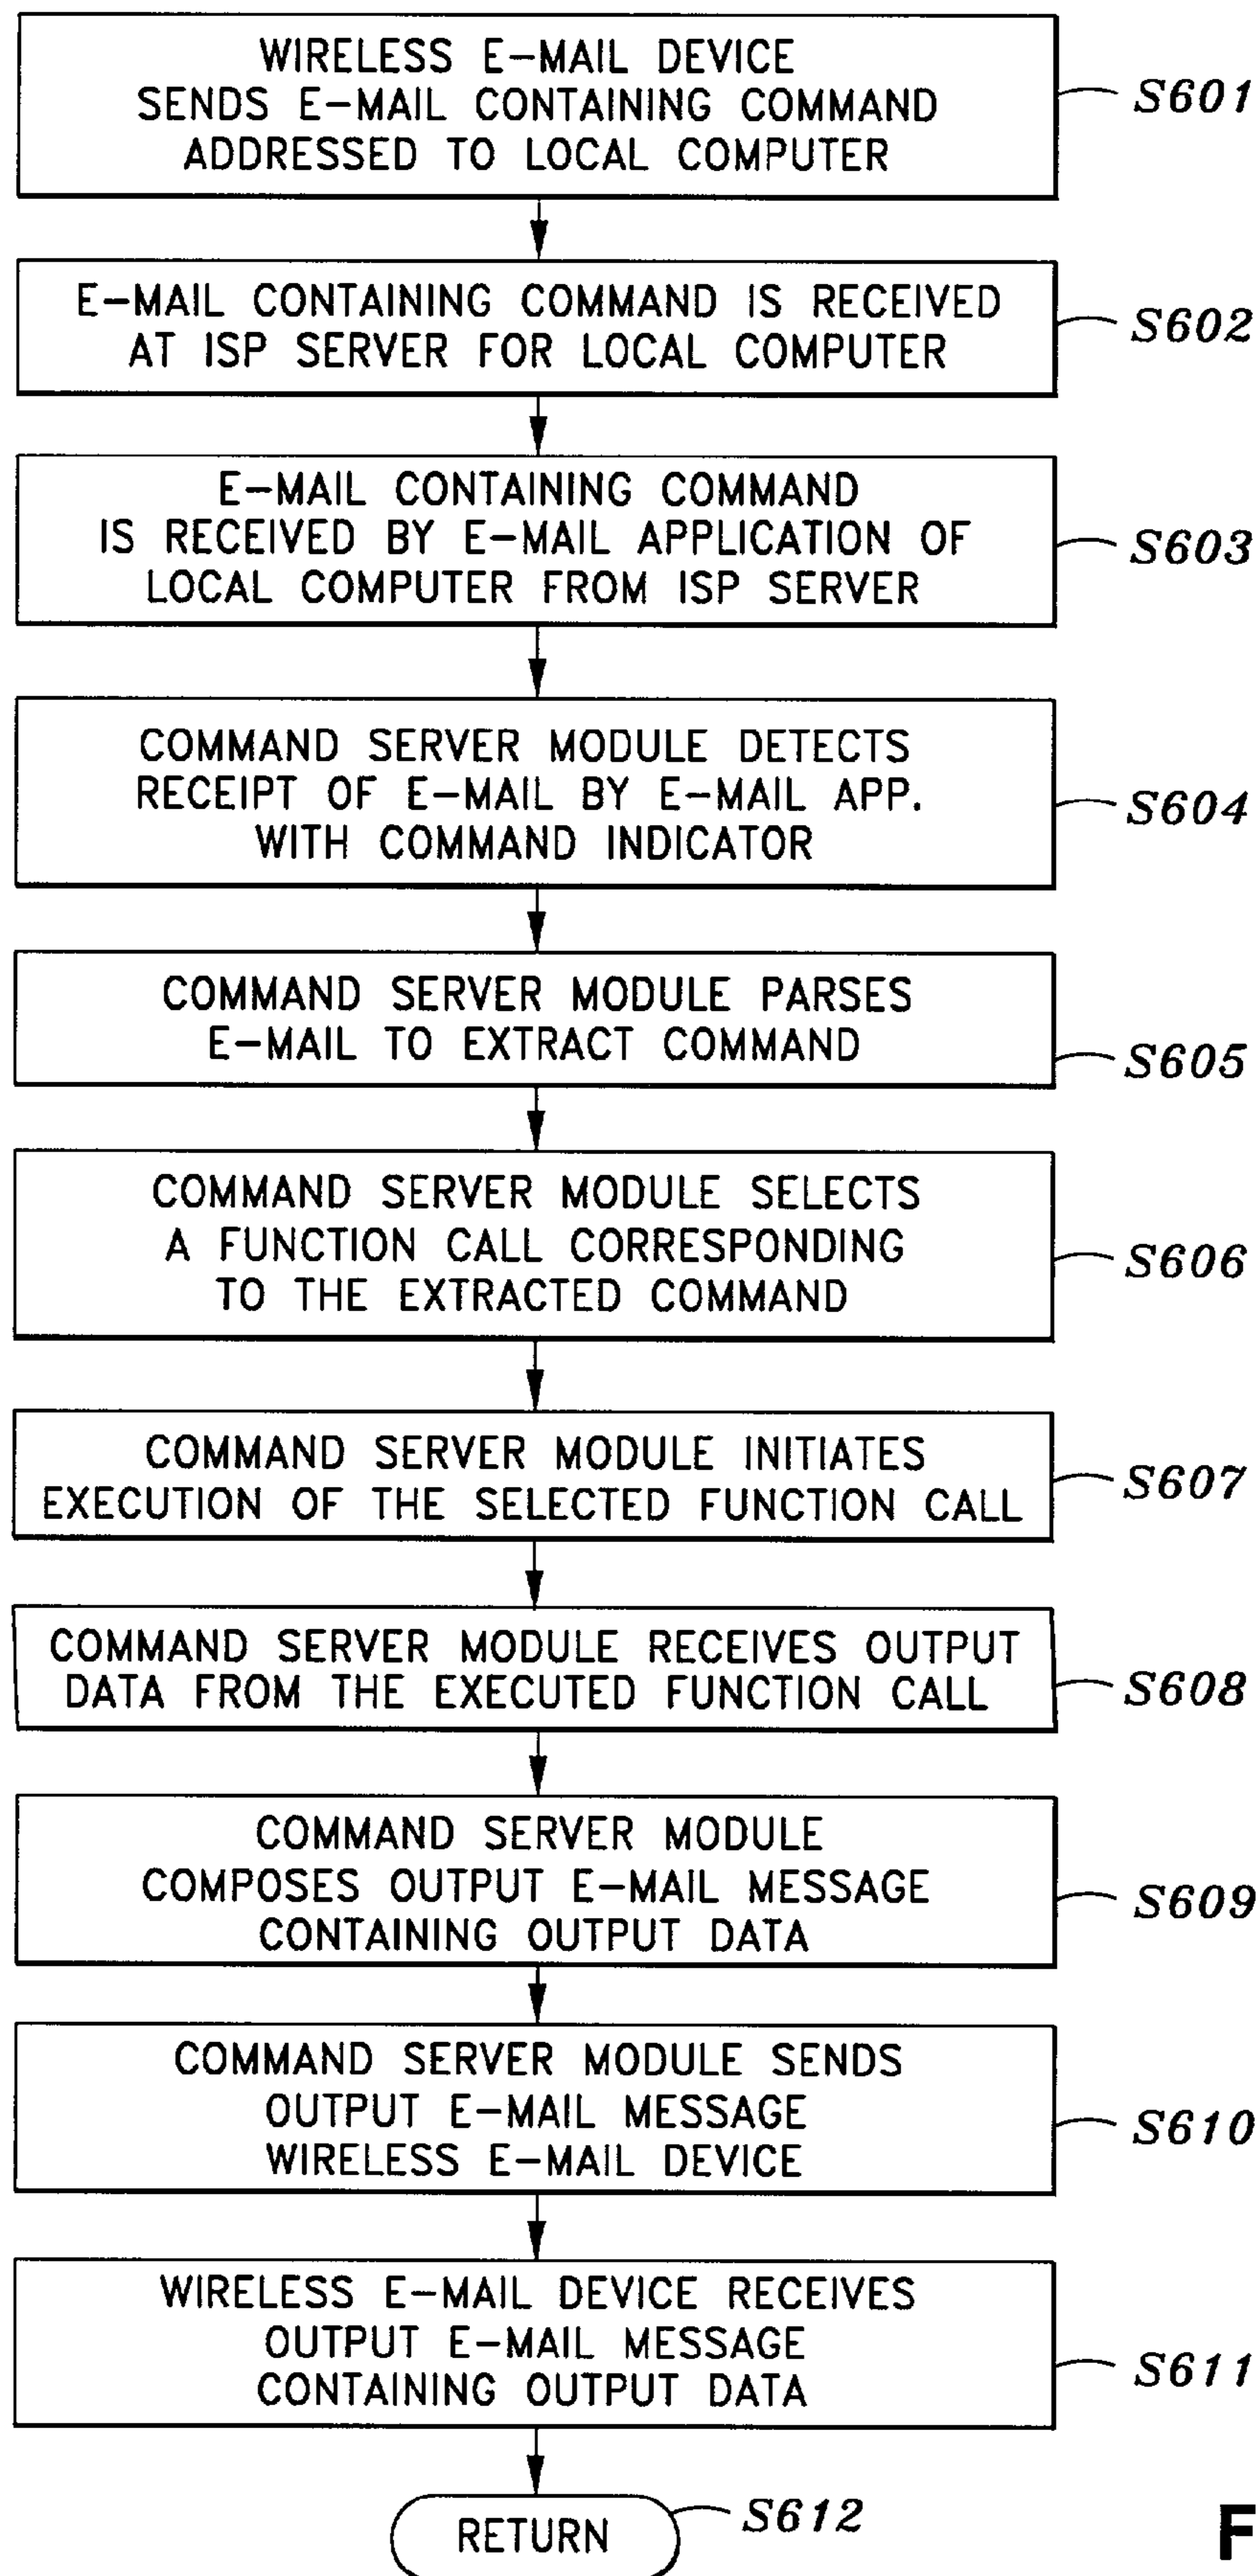 WIRELESS E-MAIL DEVICE
SENDS E-MAIL CONTAINING COMMAND
ADDRESSED TO LOCAL COMPUTER
S601
E-MAIL CONTAINING COMMAND IS RECEIVED
AT ISP SERVER FOR LOCAL COMPUTER
S602
E-MAIL CONTAINING COMMAND
IS RECEIVED BY E-MAIL APPLICATION OF
LOCAL COMPUTER FROM ISP SERVER
S603
COMMAND SERVER MODULE DETECTS
RECEIPT OF E-MAIL BY E-MAIL APP.
WITH COMMAND INDICATOR
S604
COMMAND SERVER MODULE PARSES
E-MAIL TO EXTRACT COMMAND
S605
COMMAND SERVER MODULE SELECTS
A FUNCTION CALL CORRESPONDING
TO THE EXTRACTED COMMAND
S606
COMMAND SERVER MODULE INITIATES
EXECUTION OF THE SELECTED FUNCTION CALL
S607
COMMAND SERVER MODULE RECEIVES OUTPUT
DATA FROM THE EXECUTED FUNCTION CALL
S608
COMMAND SERVER MODULE
COMPOSES OUTPUT E-MAIL MESSAGE
CONTAINING OUTPUT DATA
S609
COMMAND SERVER MODULE SENDS
OUTPUT E-MAIL MESSAGE
WIRELESS E-MAIL DEVICE
S610
WIRELESS E-MAIL DEVICE RECEIVES
OUTPUT E-MAIL MESSAGE
CONTAINING OUTPUT DATA
S611
RETURN
S612
F